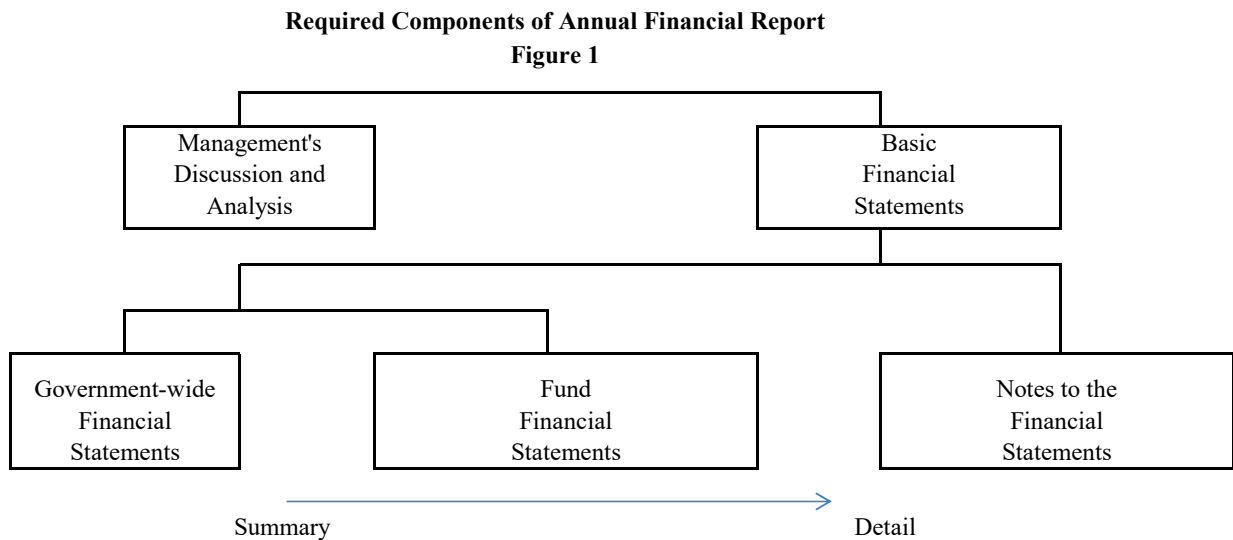 Required Components of Annual Financial Report
Figure 1
Management's
Discussion and
Analysis
Basic
Financial
Statements
Government-wide
Financial
Statements
Fund
Financial
Statements
Notes to the
Financial
Statements
Summary
Detail